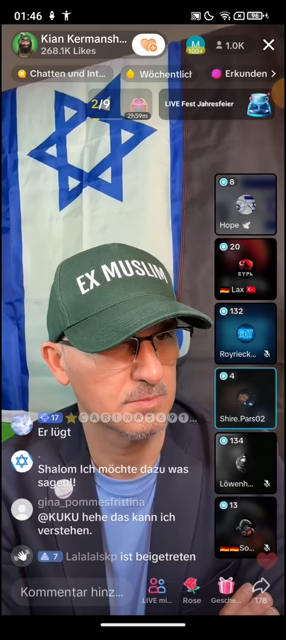 01:46
Kian Kermansh...
268.1K Likes
100+
1.0K
Chatten und Int...
Wöchentlich
Erkunden
2/9
2h59m
LIVE Fest Jahresfeier
EX MUSLIM
8
Hope
20
Lax
132
Royrieck...
4
Shire.Pars02
134
Löwenh...
13
So...
17
Er lügt
Shalom Ich möchte dazu was
sagen!!
gina_pommesfrittina
@KUKU hehe das kann ich
verstehen.
7 Lalalalskp ist beigetreten
Kommentar hinz...
LIVE mi...
Rose
Gesche...
178